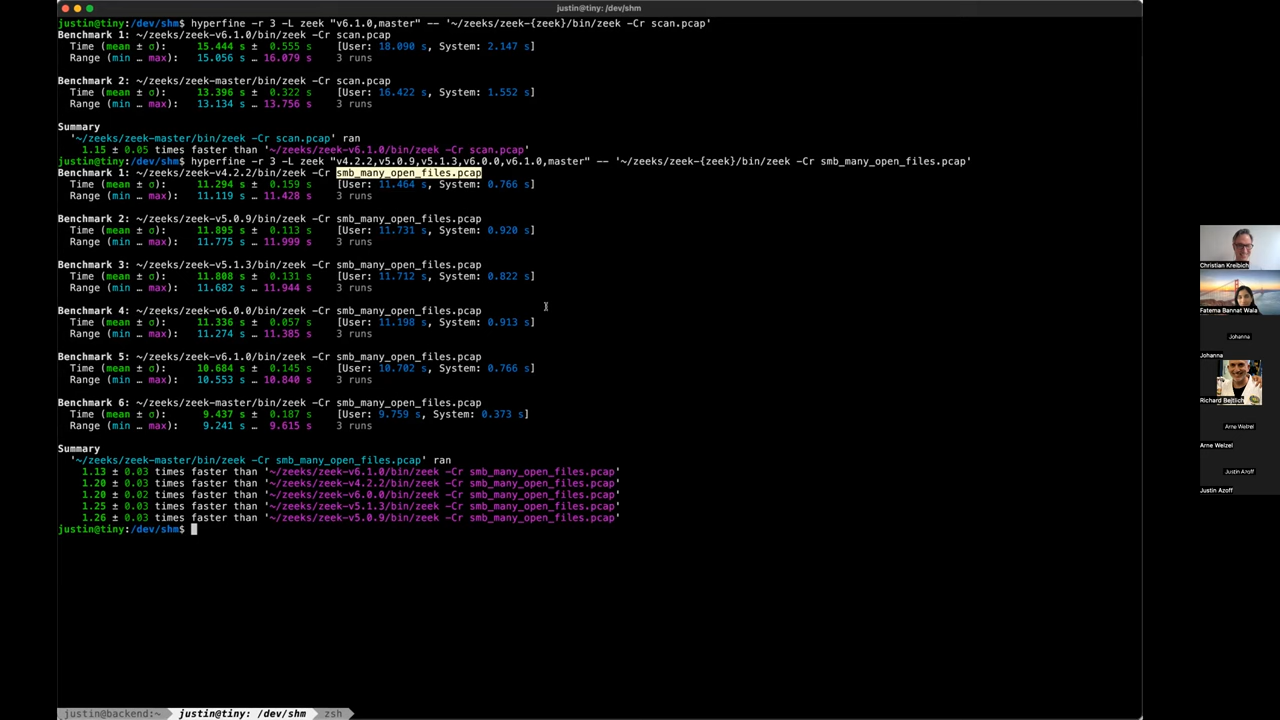 justin@tiny: /dev/shm
justin@tiny:/dev/shm$ hyperfine -r 3 -L zeek "v6.1.0,master" -- '~/zeeks/zeek-{zeek}/bin/zeek -Cr scan.pcap'
Benchmark 1: ~/zeeks/zeek-v6.1.0/bin/zeek -Cr scan.pcap
Time (mean ± σ): 15.444 s ± 0.555 s [User: 18.090 s, System: 2.147 s]
Range (min … max): 15.056 s … 16.079 s 3 runs
Benchmark 2: ~/zeeks/zeek-master/bin/zeek -Cr scan.pcap
Time (mean ± σ): 13.396 s ± 0.322 s [User: 16.422 s, System: 1.552 s]
Range (min … max): 13.134 s … 13.756 s 3 runs
Summary
'~/zeeks/zeek-master/bin/zeek -Cr scan.pcap' ran
1.15 ± 0.05 times faster than '~/zeeks/zeek-v6.1.0/bin/zeek -Cr scan.pcap'
justin@tiny:/dev/shm$ hyperfine -r 3 -L zeek "v4.2.2,v5.0.9,v5.1.3,v6.0.0,v6.1.0,master" -- '~/zeeks/zeek-{zeek}/bin/zeek -Cr smb_many_open_files.pcap'
Benchmark 1: ~/zeeks/zeek-v4.2.2/bin/zeek -Cr smb_many_open_files.pcap
Time (mean ± σ): 11.294 s ± 0.159 s [User: 11.464 s, System: 0.766 s]
Range (min … max): 11.119 s … 11.428 s 3 runs
Benchmark 2: ~/zeeks/zeek-v5.0.9/bin/zeek -Cr smb_many_open_files.pcap
Time (mean ± σ): 11.895 s ± 0.113 s [User: 11.731 s, System: 0.920 s]
Range (min … max): 11.775 s … 11.999 s 3 runs
Benchmark 3: ~/zeeks/zeek-v5.1.3/bin/zeek -Cr smb_many_open_files.pcap
Time (mean ± σ): 11.808 s ± 0.131 s [User: 11.712 s, System: 0.822 s]
Range (min … max): 11.682 s … 11.944 s 3 runs
Benchmark 4: ~/zeeks/zeek-v6.0.0/bin/zeek -Cr smb_many_open_files.pcap
Time (mean ± σ): 11.336 s ± 0.057 s [User: 11.198 s, System: 0.913 s]
Range (min … max): 11.274 s … 11.385 s 3 runs
Benchmark 5: ~/zeeks/zeek-v6.1.0/bin/zeek -Cr smb_many_open_files.pcap
Time (mean ± σ): 10.684 s ± 0.145 s [User: 10.702 s, System: 0.766 s]
Range (min … max): 10.553 s … 10.840 s 3 runs
Benchmark 6: ~/zeeks/zeek-master/bin/zeek -Cr smb_many_open_files.pcap
Time (mean ± σ): 9.437 s ± 0.187 s [User: 9.759 s, System: 0.373 s]
Range (min … max): 9.241 s … 9.615 s 3 runs
Summary
'~/zeeks/zeek-master/bin/zeek -Cr smb_many_open_files.pcap' ran
1.13 ± 0.03 times faster than '~/zeeks/zeek-v6.1.0/bin/zeek -Cr smb_many_open_files.pcap'
1.20 ± 0.03 times faster than '~/zeeks/zeek-v4.2.2/bin/zeek -Cr smb_many_open_files.pcap'
1.20 ± 0.02 times faster than '~/zeeks/zeek-v6.0.0/bin/zeek -Cr smb_many_open_files.pcap'
1.25 ± 0.03 times faster than '~/zeeks/zeek-v5.1.3/bin/zeek -Cr smb_many_open_files.pcap'
1.26 ± 0.03 times faster than '~/zeeks/zeek-v5.0.9/bin/zeek -Cr smb_many_open_files.pcap'
justin@tiny:/dev/shm$
justin@backend:~ justin@tiny: /dev/shm zsh
Christian Kreibich
Fatema Bannat Wala
Johanna
Johanna
Richard Bejtlich
Arne Welzel
Arne Welzel
Justin Azoff
Justin Azoff